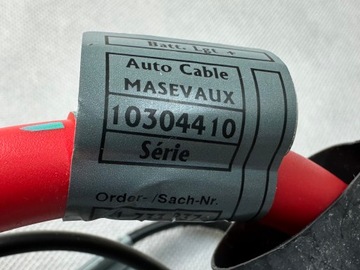 Batt. Lgt +
Auto Cable
MASEVAUX
10304410
Série
Order- /Sach-Nr.